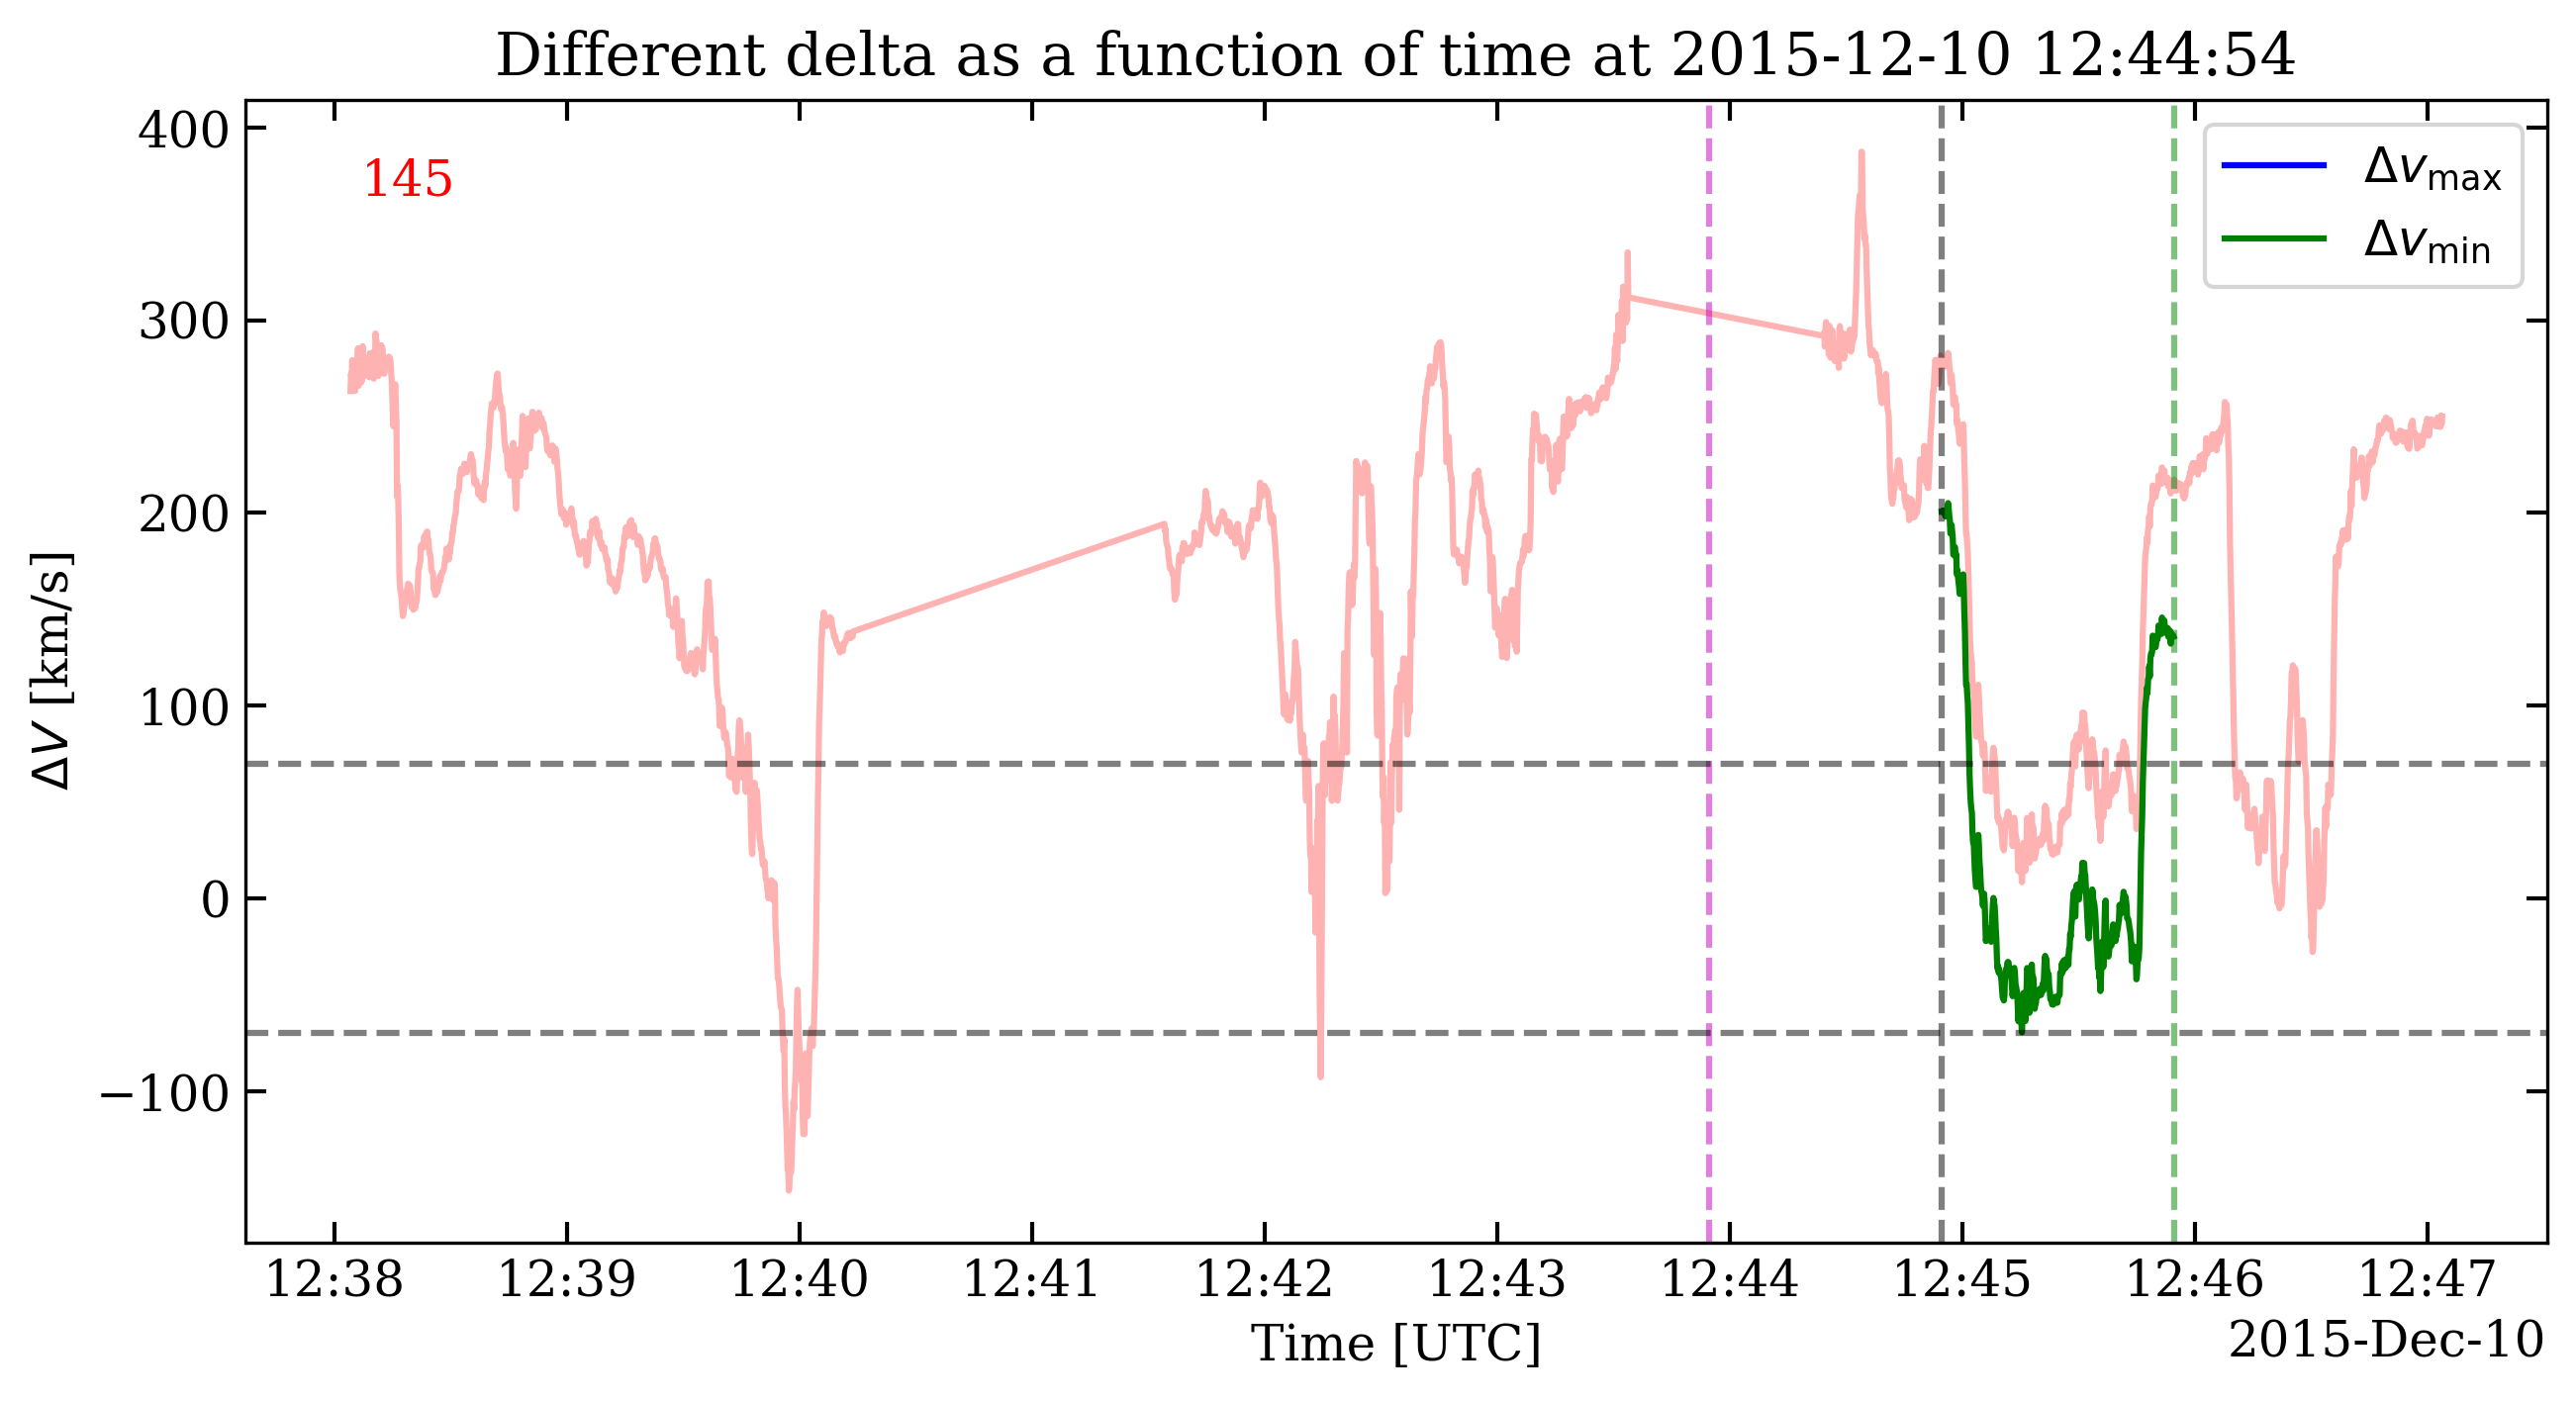 Different delta as a function of time at 2015-12-10 12:44:54
145
Δv_max
Δv_min
ΔV [km/s]
400
300
200
100
0
−100
12:38 12:39 12:40 12:41 12:42 12:43 12:44 12:45 12:46 12:47
Time [UTC]
2015-Dec-10